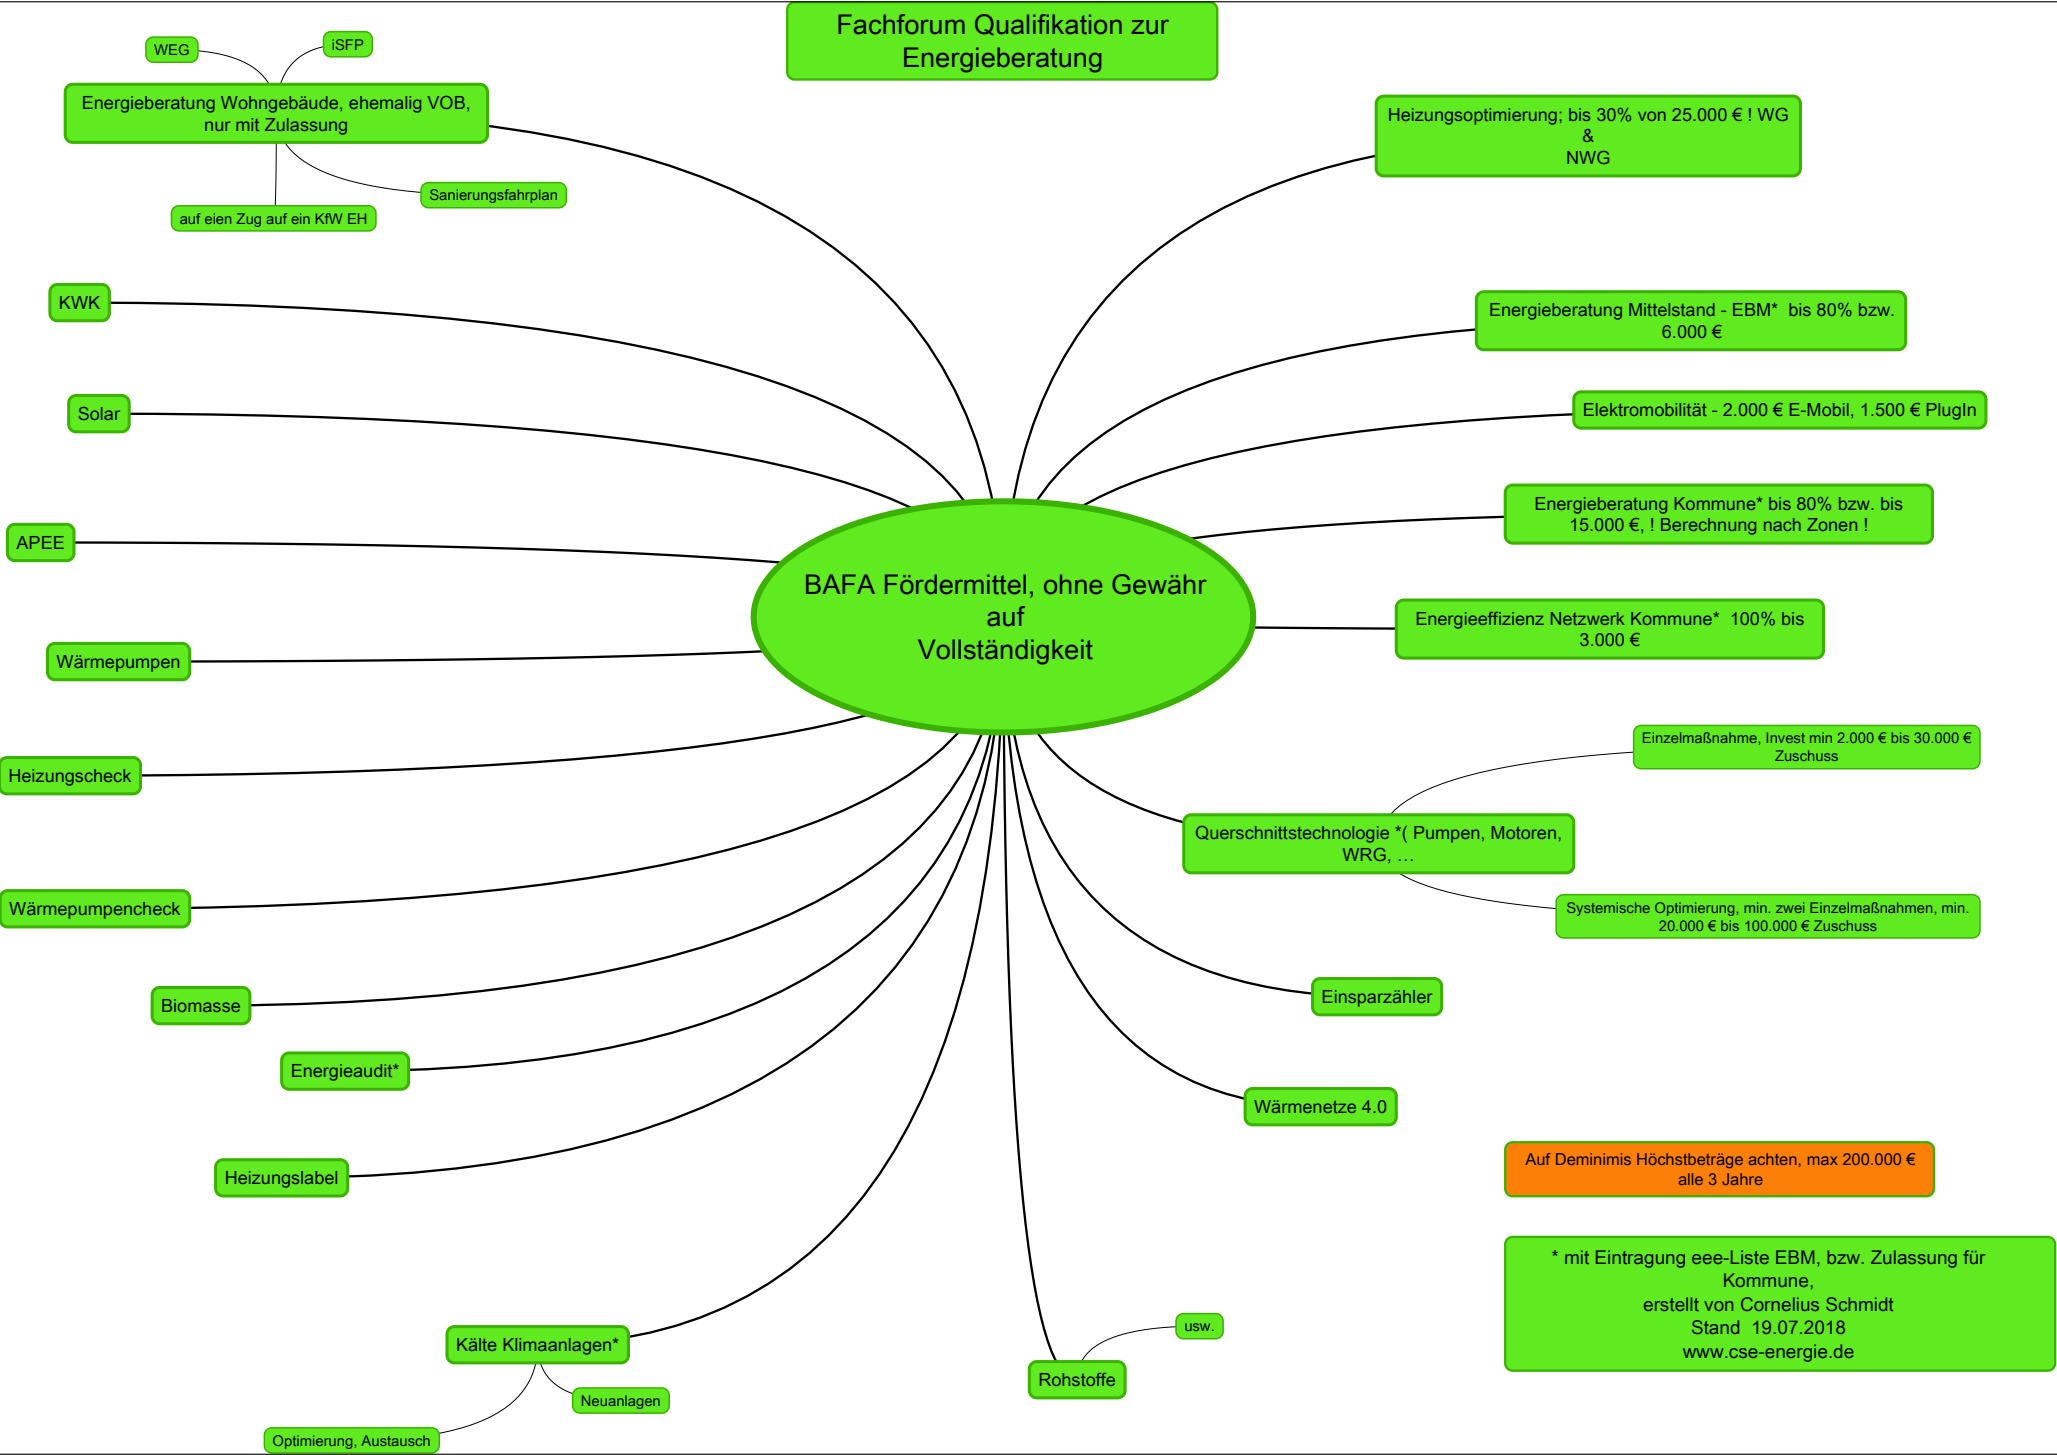 Fachforum Qualifikation zur
Energieberatung
WEG
iSFP
Energieberatung Wohngebäude, ehemalig VOB,
nur mit Zulassung
Sanierungsfahrplan
auf eien Zug auf ein KfW EH
KWK
Solar
APEE
Wärmepumpen
Heizungscheck
Wärmepumpencheck
Biomasse
Energieaudit*
Heizungslabel
Kälte Klimaanlagen*
Neuanlagen
Optimierung, Austausch
BAFA Fördermittel, ohne Gewähr
auf
Vollständigkeit
Heizungsoptimierung; bis 30% von 25.000 € ! WG
&
NWG
Energieberatung Mittelstand - EBM*  bis 80% bzw.
6.000 €
Elektromobilität - 2.000 € E-Mobil, 1.500 € PlugIn
Energieberatung Kommune* bis 80% bzw. bis
15.000 €, ! Berechnung nach Zonen !
Energieeffizienz Netzwerk Kommune*  100% bis
3.000 €
Einzelmaßnahme, Invest min 2.000 € bis 30.000 €
Zuschuss
Querschnittstechnologie *( Pumpen, Motoren,
WRG, …
Systemische Optimierung, min. zwei Einzelmaßnahmen, min.
20.000 € bis 100.000 € Zuschuss
Einsparzähler
Wärmenetze 4.0
usw.
Rohstoffe
Auf Deminimis Höchstbeträge achten, max 200.000 €
alle 3 Jahre
* mit Eintragung eee-Liste EBM, bzw. Zulassung für
Kommune,
erstellt von Cornelius Schmidt
Stand  19.07.2018
www.cse-energie.de